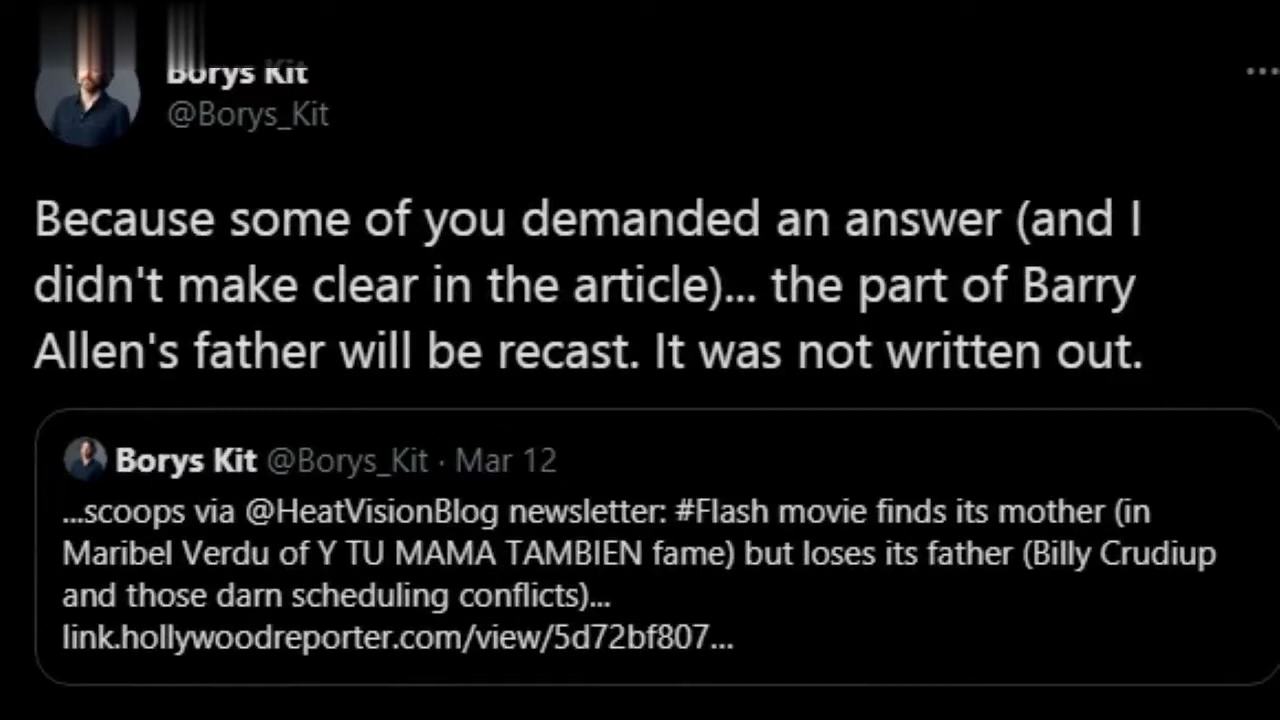 Borys Kit
@Borys_Kit
Because some of you demanded an answer (and I
didn't make clear in the article)... the part of Barry
Allen's father will be recast. It was not written out.
Borys Kit @Borys_Kit · Mar 12
...scoops via @HeatVisionBlog newsletter: #Flash movie finds its mother (in
Maribel Verdu of Y TU MAMA TAMBIEN fame) but loses its father (Billy Crudiup
and those darn scheduling conflicts)...
link.hollywoodreporter.com/view/5d72bf807...